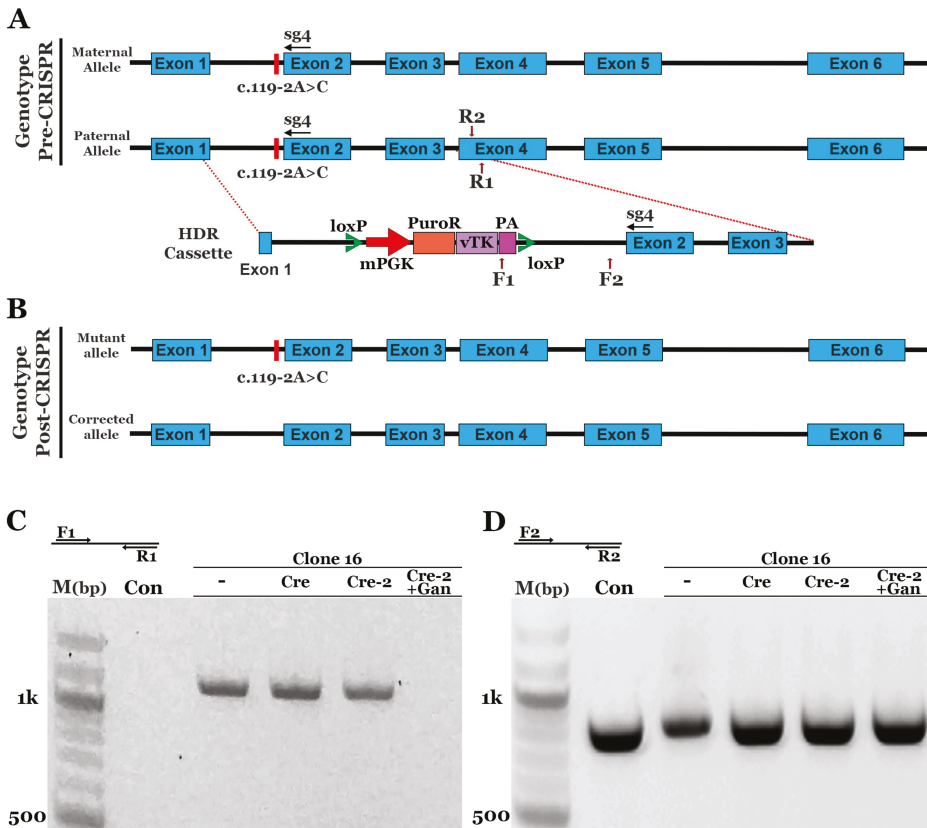 A
Genotype
Pre-CRISPR
Maternal
Allele
sg4
Exon 1
Exon 2
Exon 3
Exon 4
Exon 5
Exon 6
c.119-2A>C
Paternal
Allele
sg4
R2
Exon 1
Exon 2
Exon 3
Exon 4
Exon 5
Exon 6
c.119-2A>C
R1
HDR
Cassette
loxP
PuroR
PA
sg4
vTK
Exon 2
Exon 3
Exon 1
mPGK
loxP
F1
F2
B
Genotype
Post-CRISPR
Mutant
allele
Exon 1
Exon 2
Exon 3
Exon 4
Exon 5
Exon 6
c.119-2A>C
Corrected
allele
Exon 1
Exon 2
Exon 3
Exon 4
Exon 5
Exon 6
C
F1
R1
Clone 16
M(bp)
Con
-
Cre
Cre-2
Cre-2
+Gan
1k
500
D
F2
R2
Clone 16
M(bp)
Con
-
Cre
Cre-2
Cre-2
+Gan
1k
500